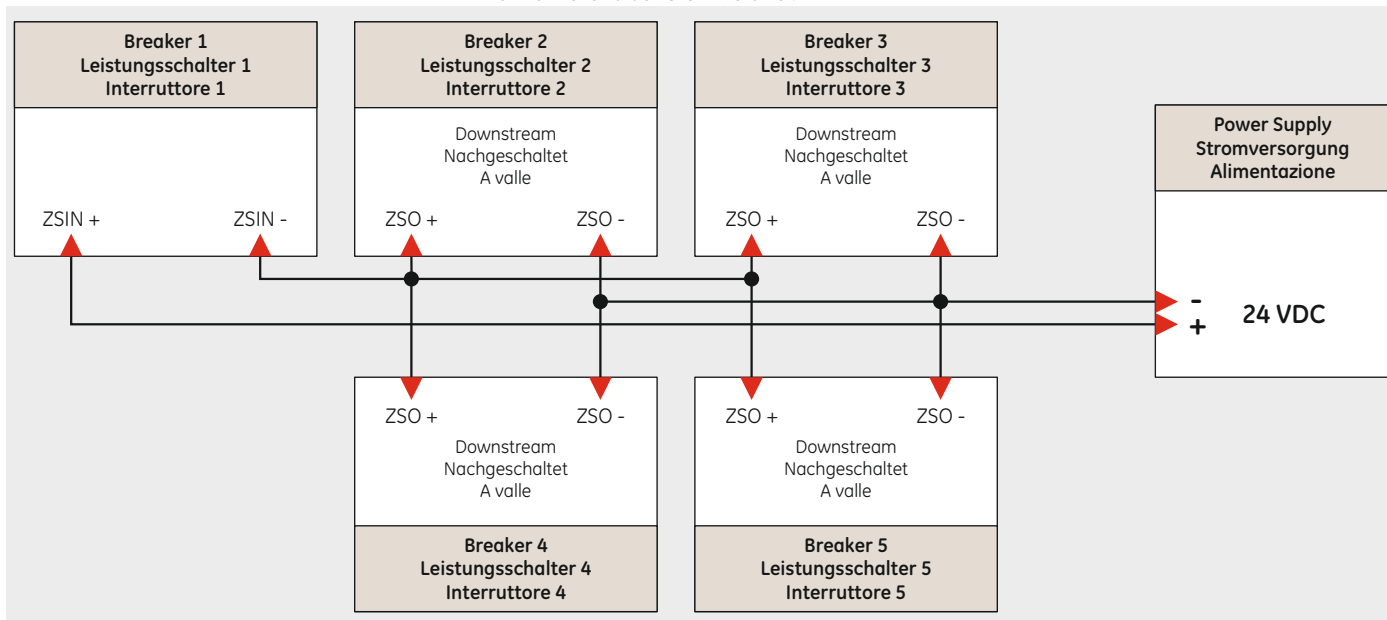 Breaker 1
Leistungsschalter 1
Interruttore 1
ZSIN +
ZSIN -
Breaker 2
Leistungsschalter 2
Interruttore 2
Downstream
Nachgeschaltet
A valle
ZSO +
ZSO -
Breaker 3
Leistungsschalter 3
Interruttore 3
Downstream
Nachgeschaltet
A valle
ZSO +
ZSO -
Power Supply
Stromversorgung
Alimentazione
-
+
24 VDC
ZSO +
ZSO -
Downstream
Nachgeschaltet
A valle
Breaker 4
Leistungsschalter 4
Interruttore 4
ZSO +
ZSO -
Downstream
Nachgeschaltet
A valle
Breaker 5
Leistungsschalter 5
Interruttore 5